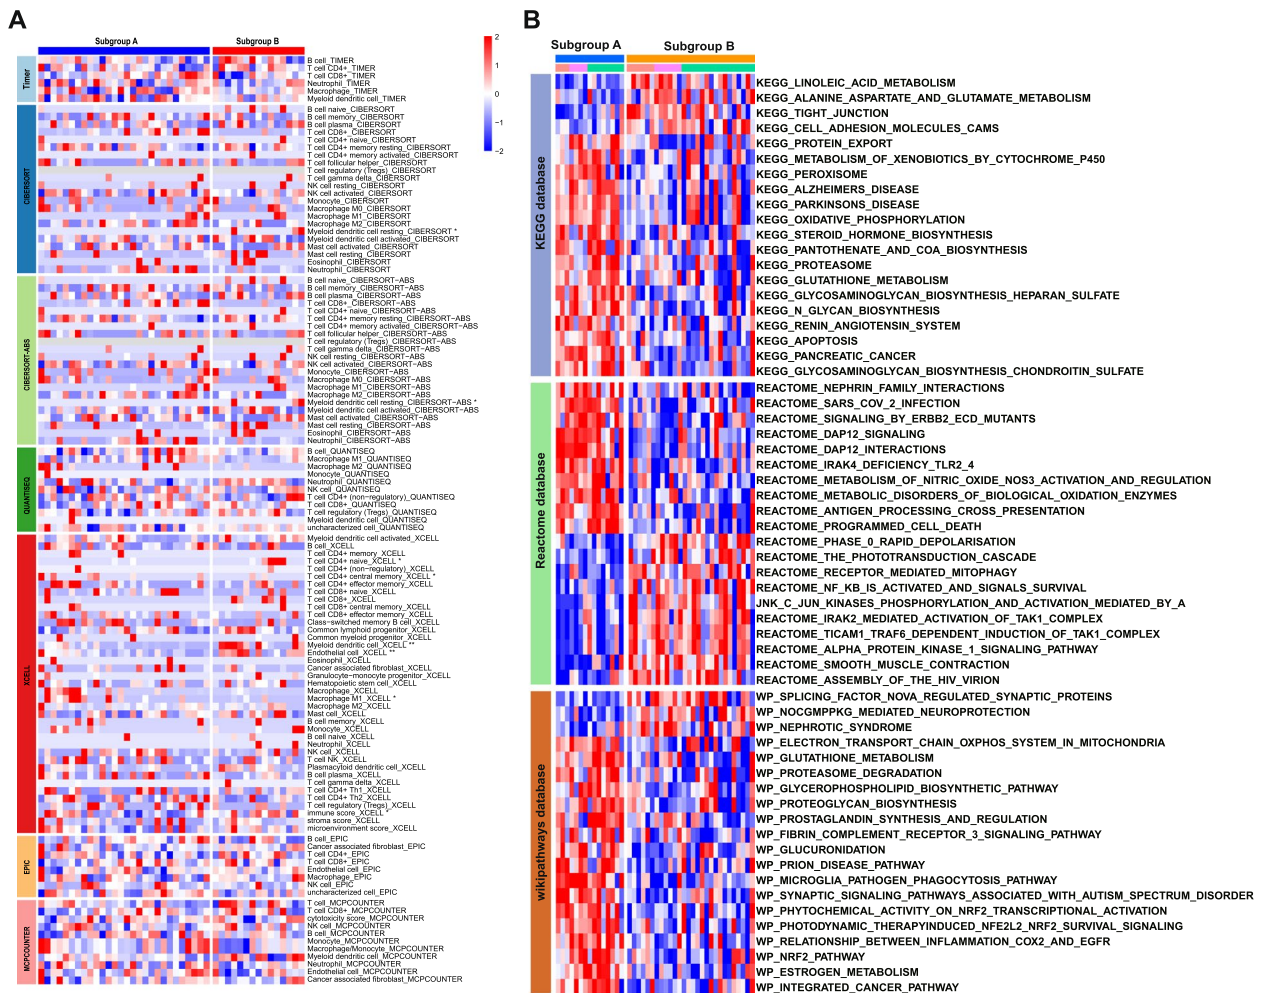 A
Subgroup A
Subgroup B
Timer
B cell_TIMER
T cell CD4+_TIMER
T cell CD8+_TIMER
Neutrophil_TIMER
Macrophage_TIMER
Myeloid dendritic cell_TIMER
CIBERSORT
B cell naive_CIBERSORT
B cell memory_CIBERSORT
B cell plasma_CIBERSORT
T cell CD8+_CIBERSORT
T cell CD4+ naive_CIBERSORT
T cell CD4+ memory resting_CIBERSORT
T cell CD4+ memory activated_CIBERSORT
T cell follicular helper_CIBERSORT
T cell regulatory (Tregs)_CIBERSORT
T cell gamma delta_CIBERSORT
NK cell resting_CIBERSORT
NK cell activated_CIBERSORT
Monocyte_CIBERSORT
Macrophage M0_CIBERSORT
Macrophage M1_CIBERSORT
Macrophage M2_CIBERSORT
Myeloid dendritic cell resting_CIBERSORT *
Myeloid dendritic cell activated_CIBERSORT
Mast cell activated_CIBERSORT
Mast cell resting_CIBERSORT
Eosinophil_CIBERSORT
Neutrophil_CIBERSORT
CIBERSORT-ABS
B cell naive_CIBERSORT−ABS
B cell memory_CIBERSORT−ABS
B cell plasma_CIBERSORT−ABS
T cell CD8+_CIBERSORT−ABS
T cell CD4+ naive_CIBERSORT−ABS
T cell CD4+ memory resting_CIBERSORT−ABS
T cell CD4+ memory activated_CIBERSORT−ABS
T cell follicular helper_CIBERSORT−ABS
T cell regulatory (Tregs)_CIBERSORT−ABS
T cell gamma delta_CIBERSORT−ABS
NK cell resting_CIBERSORT−ABS
NK cell activated_CIBERSORT−ABS
Monocyte_CIBERSORT−ABS
Macrophage M0_CIBERSORT−ABS
Macrophage M1_CIBERSORT−ABS
Macrophage M2_CIBERSORT−ABS
Myeloid dendritic cell resting_CIBERSORT−ABS *
Myeloid dendritic cell activated_CIBERSORT−ABS
Mast cell activated_CIBERSORT−ABS
Mast cell resting_CIBERSORT−ABS
Eosinophil_CIBERSORT−ABS
Neutrophil_CIBERSORT−ABS
QUANTISEQ
B cell_QUANTISEQ
Macrophage M1_QUANTISEQ
Macrophage M2_QUANTISEQ
Monocyte_QUANTISEQ
Neutrophil_QUANTISEQ
NK cell_QUANTISEQ
T cell CD4+ (non−regulatory)_QUANTISEQ
T cell CD8+_QUANTISEQ
T cell regulatory (Tregs)_QUANTISEQ
Myeloid dendritic cell_QUANTISEQ
uncharacterized cell_QUANTISEQ
XCELL
Myeloid dendritic cell activated_XCELL
B cell_XCELL
T cell CD4+ memory_XCELL
T cell CD4+ naive_XCELL *
T cell CD4+ (non−regulatory)_XCELL
T cell CD4+ central memory_XCELL *
T cell CD4+ effector memory_XCELL
T cell CD8+ naive_XCELL
T cell CD8+_XCELL
T cell CD8+ central memory_XCELL
T cell CD8+ effector memory_XCELL
Class−switched memory B cell_XCELL
Common lymphoid progenitor_XCELL
Common myeloid progenitor_XCELL
Myeloid dendritic cell_XCELL **
Endothelial cell_XCELL **
Eosinophil_XCELL
Cancer associated fibroblast_XCELL
Granulocyte−monocyte progenitor_XCELL
Hematopoietic stem cell_XCELL
Macrophage_XCELL
Macrophage M1_XCELL *
Macrophage M2_XCELL
Mast cell_XCELL
B cell memory_XCELL
Monocyte_XCELL
B cell naive_XCELL
Neutrophil_XCELL
NK cell_XCELL
T cell NK_XCELL
Plasmacytoid dendritic cell_XCELL
B cell plasma_XCELL
T cell gamma delta_XCELL
T cell CD4+ Th1_XCELL
T cell CD4+ Th2_XCELL
T cell regulatory (Tregs)_XCELL
immune score_XCELL *
stroma score_XCELL
microenvironment score_XCELL
EPIC
B cell_EPIC
Cancer associated fibroblast_EPIC
T cell CD4+_EPIC
T cell CD8+_EPIC
Endothelial cell_EPIC
Macrophage_EPIC
NK cell_EPIC
uncharacterized cell_EPIC
MCPCOUNTER
T cell_MCPCOUNTER
T cell CD8+_MCPCOUNTER
cytotoxicity score_MCPCOUNTER
NK cell_MCPCOUNTER
B cell_MCPCOUNTER
Monocyte_MCPCOUNTER
Macrophage/Monocyte_MCPCOUNTER
Myeloid dendritic cell_MCPCOUNTER
Neutrophil_MCPCOUNTER
Endothelial cell_MCPCOUNTER
Cancer associated fibroblast_MCPCOUNTER
2
1
0
−1
−2
B
Subgroup A
Subgroup B
KEGG database
KEGG_LINOLEIC_ACID_METABOLISM
KEGG_ALANINE_ASPARTATE_AND_GLUTAMATE_METABOLISM
KEGG_TIGHT_JUNCTION
KEGG_CELL_ADHESION_MOLECULES_CAMS
KEGG_PROTEIN_EXPORT
KEGG_METABOLISM_OF_XENOBIOTICS_BY_CYTOCHROME_P450
KEGG_PEROXISOME
KEGG_ALZHEIMERS_DISEASE
KEGG_PARKINSONS_DISEASE
KEGG_OXIDATIVE_PHOSPHORYLATION
KEGG_STEROID_HORMONE_BIOSYNTHESIS
KEGG_PANTOTHENATE_AND_COA_BIOSYNTHESIS
KEGG_PROTEASOME
KEGG_GLUTATHIONE_METABOLISM
KEGG_GLYCOSAMINOGLYCAN_BIOSYNTHESIS_HEPARAN_SULFATE
KEGG_N_GLYCAN_BIOSYNTHESIS
KEGG_RENIN_ANGIOTENSIN_SYSTEM
KEGG_APOPTOSIS
KEGG_PANCREATIC_CANCER
KEGG_GLYCOSAMINOGLYCAN_BIOSYNTHESIS_CHONDROITIN_SULFATE
Reactome database
REACTOME_NEPHRIN_FAMILY_INTERACTIONS
REACTOME_SARS_COV_2_INFECTION
REACTOME_SIGNALING_BY_ERBB2_ECD_MUTANTS
REACTOME_DAP12_SIGNALING
REACTOME_DAP12_INTERACTIONS
REACTOME_IRAK4_DEFICIENCY_TLR2_4
REACTOME_METABOLISM_OF_NITRIC_OXIDE_NOS3_ACTIVATION_AND_REGULATION
REACTOME_METABOLIC_DISORDERS_OF_BIOLOGICAL_OXIDATION_ENZYMES
REACTOME_ANTIGEN_PROCESSING_CROSS_PRESENTATION
REACTOME_PROGRAMMED_CELL_DEATH
REACTOME_PHASE_0_RAPID_DEPOLARISATION
REACTOME_THE_PHOTOTRANSDUCTION_CASCADE
REACTOME_RECEPTOR_MEDIATED_MITOPHAGY
REACTOME_NF_KB_IS_ACTIVATED_AND_SIGNALS_SURVIVAL
JNK_C_JUN_KINASES_PHOSPHORYLATION_AND_ACTIVATION_MEDIATED_BY_A
REACTOME_IRAK2_MEDIATED_ACTIVATION_OF_TAK1_COMPLEX
REACTOME_TICAM1_TRAF6_DEPENDENT_INDUCTION_OF_TAK1_COMPLEX
REACTOME_ALPHA_PROTEIN_KINASE_1_SIGNALING_PATHWAY
REACTOME_SMOOTH_MUSCLE_CONTRACTION
REACTOME_ASSEMBLY_OF_THE_HIV_VIRION
wikipathways database
WP_SPLICING_FACTOR_NOVA_REGULATED_SYNAPTIC_PROTEINS
WP_NOCGMPPKG_MEDIATED_NEUROPROTECTION
WP_NEPHROTIC_SYNDROME
WP_ELECTRON_TRANSPORT_CHAIN_OXPHOS_SYSTEM_IN_MITOCHONDRIA
WP_GLUTATHIONE_METABOLISM
WP_PROTEASOME_DEGRADATION
WP_GLYCEROPHOSPHOLIPID_BIOSYNTHETIC_PATHWAY
WP_PROTEOGLYCAN_BIOSYNTHESIS
WP_PROSTAGLANDIN_SYNTHESIS_AND_REGULATION
WP_FIBRIN_COMPLEMENT_RECEPTOR_3_SIGNALING_PATHWAY
WP_GLUCURONIDATION
WP_PRION_DISEASE_PATHWAY
WP_MICROGLIA_PATHOGEN_PHAGOCYTOSIS_PATHWAY
WP_SYNAPTIC_SIGNALING_PATHWAYS_ASSOCIATED_WITH_AUTISM_SPECTRUM_DISORDER
WP_PHYTOCHEMICAL_ACTIVITY_ON_NRF2_TRANSCRIPTIONAL_ACTIVATION
WP_PHOTODYNAMIC_THERAPYINDUCED_NFE2L2_NRF2_SURVIVAL_SIGNALING
WP_RELATIONSHIP_BETWEEN_INFLAMMATION_COX2_AND_EGFR
WP_NRF2_PATHWAY
WP_ESTROGEN_METABOLISM
WP_INTEGRATED_CANCER_PATHWAY